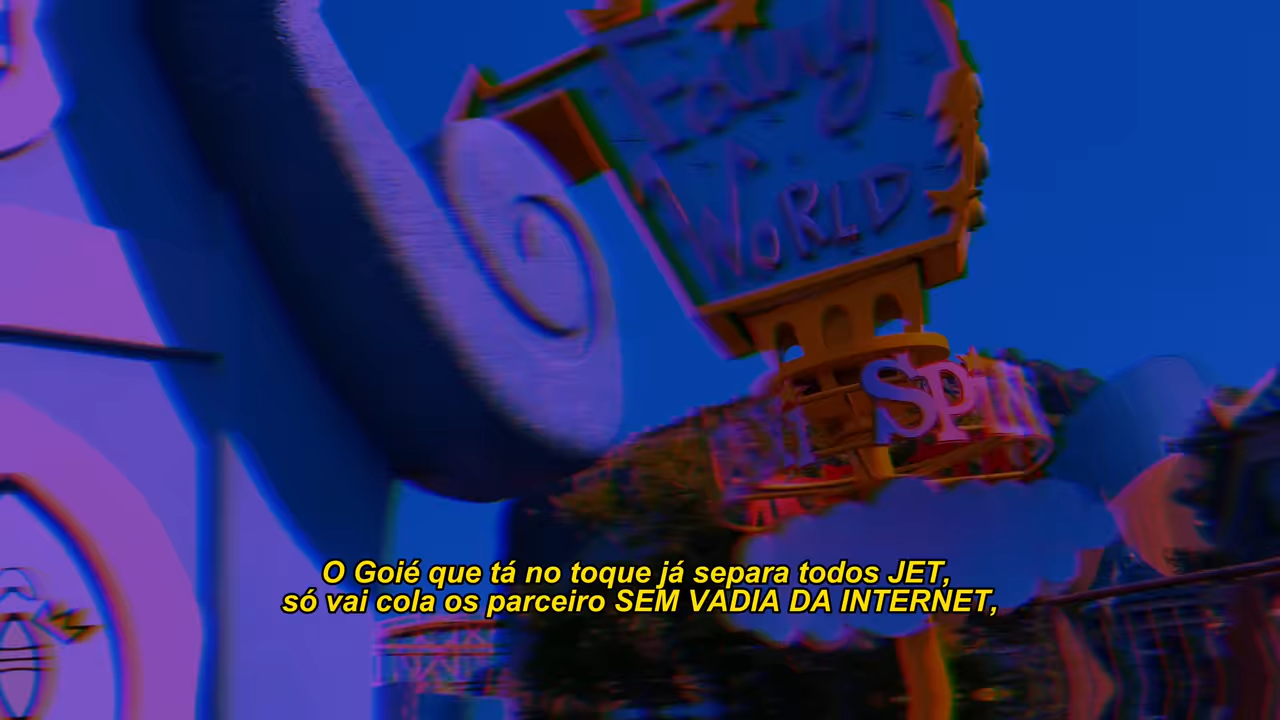 Fairy
WORLD
SPIN
O Goié que tá no toque já separa todos JET,
só vai cola os parceiro SEM VADIA DA INTERNET,